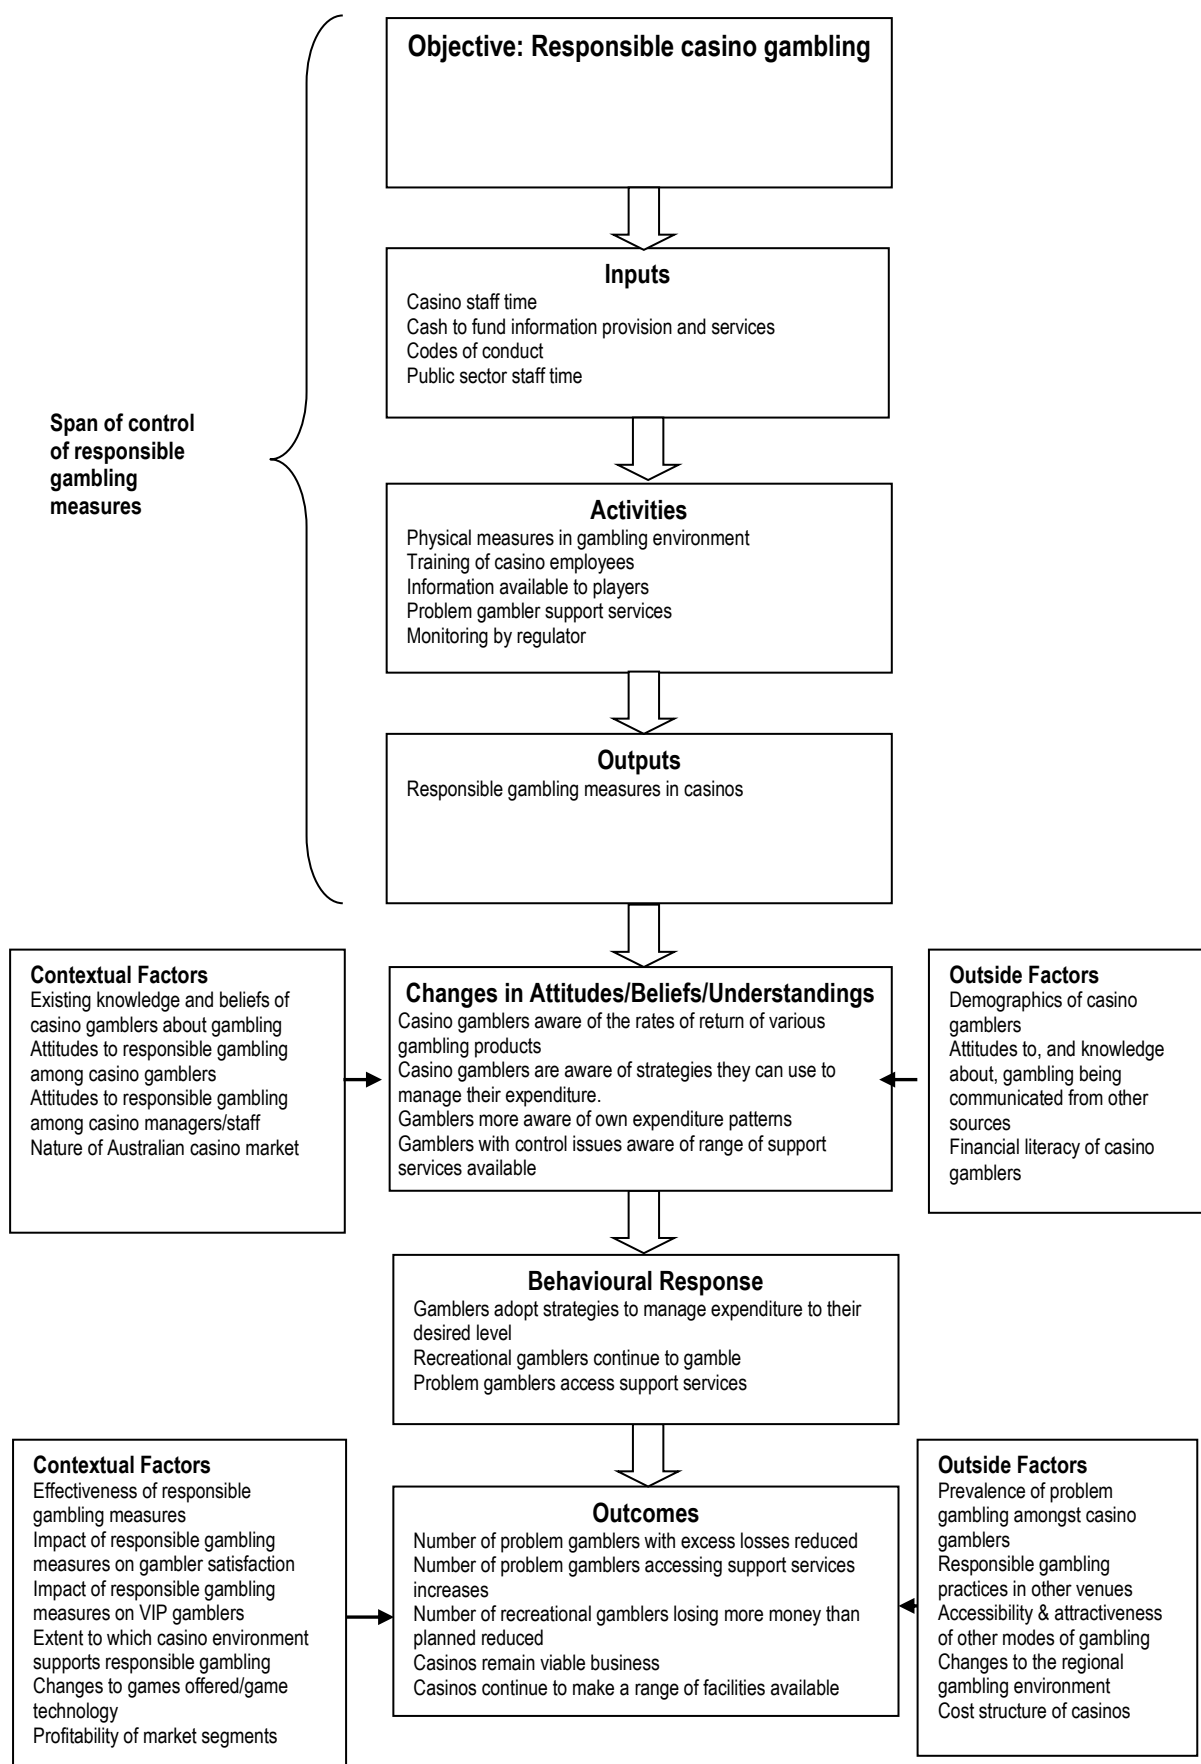 Objective: Responsible casino gambling
Inputs
Casino staff time
Cash to fund information provision and services
Codes of conduct
Public sector staff time
Span of control
of responsible
gambling
measures
Activities
Physical measures in gambling environment
Training of casino employees
Information available to players
Problem gambler support services
Monitoring by regulator
Outputs
Responsible gambling measures in casinos
Contextual Factors
Existing knowledge and beliefs of
casino gamblers about gambling
Attitudes to responsible gambling
among casino gamblers
Attitudes to responsible gambling
among casino managers/staff
Nature of Australian casino market
Changes in Attitudes/Beliefs/Understandings
Casino gamblers aware of the rates of return of various
gambling products
Casino gamblers are aware of strategies they can use to
manage their expenditure.
Gamblers more aware of own expenditure patterns
Gamblers with control issues aware of range of support
services available
Outside Factors
Demographics of casino
gamblers
Attitudes to, and knowledge
about, gambling being
communicated from other
sources
Financial literacy of casino
gamblers
Behavioural Response
Gamblers adopt strategies to manage expenditure to their
desired level
Recreational gamblers continue to gamble
Problem gamblers access support services
Contextual Factors
Effectiveness of responsible
gambling measures
Impact of responsible gambling
measures on gambler satisfaction
Impact of responsible gambling
measures on VIP gamblers
Extent to which casino environment
supports responsible gambling
Changes to games offered/game
technology
Profitability of market segments
Outcomes
Number of problem gamblers with excess losses reduced
Number of problem gamblers accessing support services
increases
Number of recreational gamblers losing more money than
planned reduced
Casinos remain viable business
Casinos continue to make a range of facilities available
Outside Factors
Prevalence of problem
gambling amongst casino
gamblers
Responsible gambling
practices in other venues
Accessibility & attractiveness
of other modes of gambling
Changes to the regional
gambling environment
Cost structure of casinos